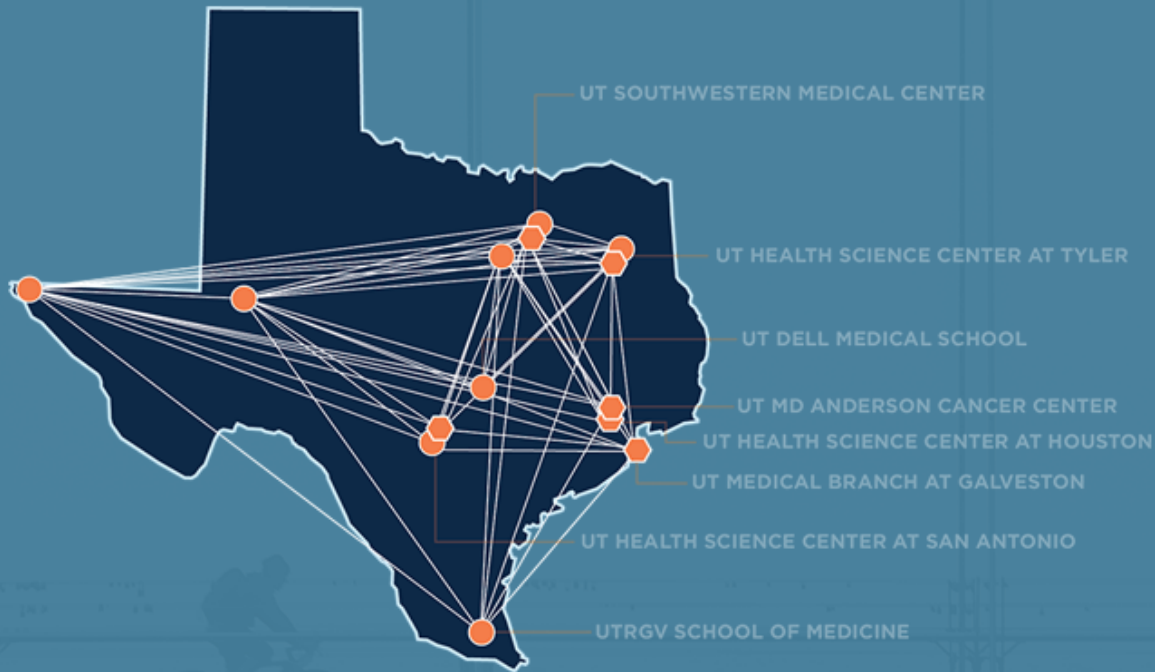 UT SOUTHWESTERN MEDICAL CENTER
UT HEALTH SCIENCE CENTER AT TYLER
UT DELL MEDICAL SCHOOL
UT MD ANDERSON CANCER CENTER
UT HEALTH SCIENCE CENTER AT HOUSTON
UT MEDICAL BRANCH AT GALVESTON
UT HEALTH SCIENCE CENTER AT SAN ANTONIO
UTRGV SCHOOL OF MEDICINE